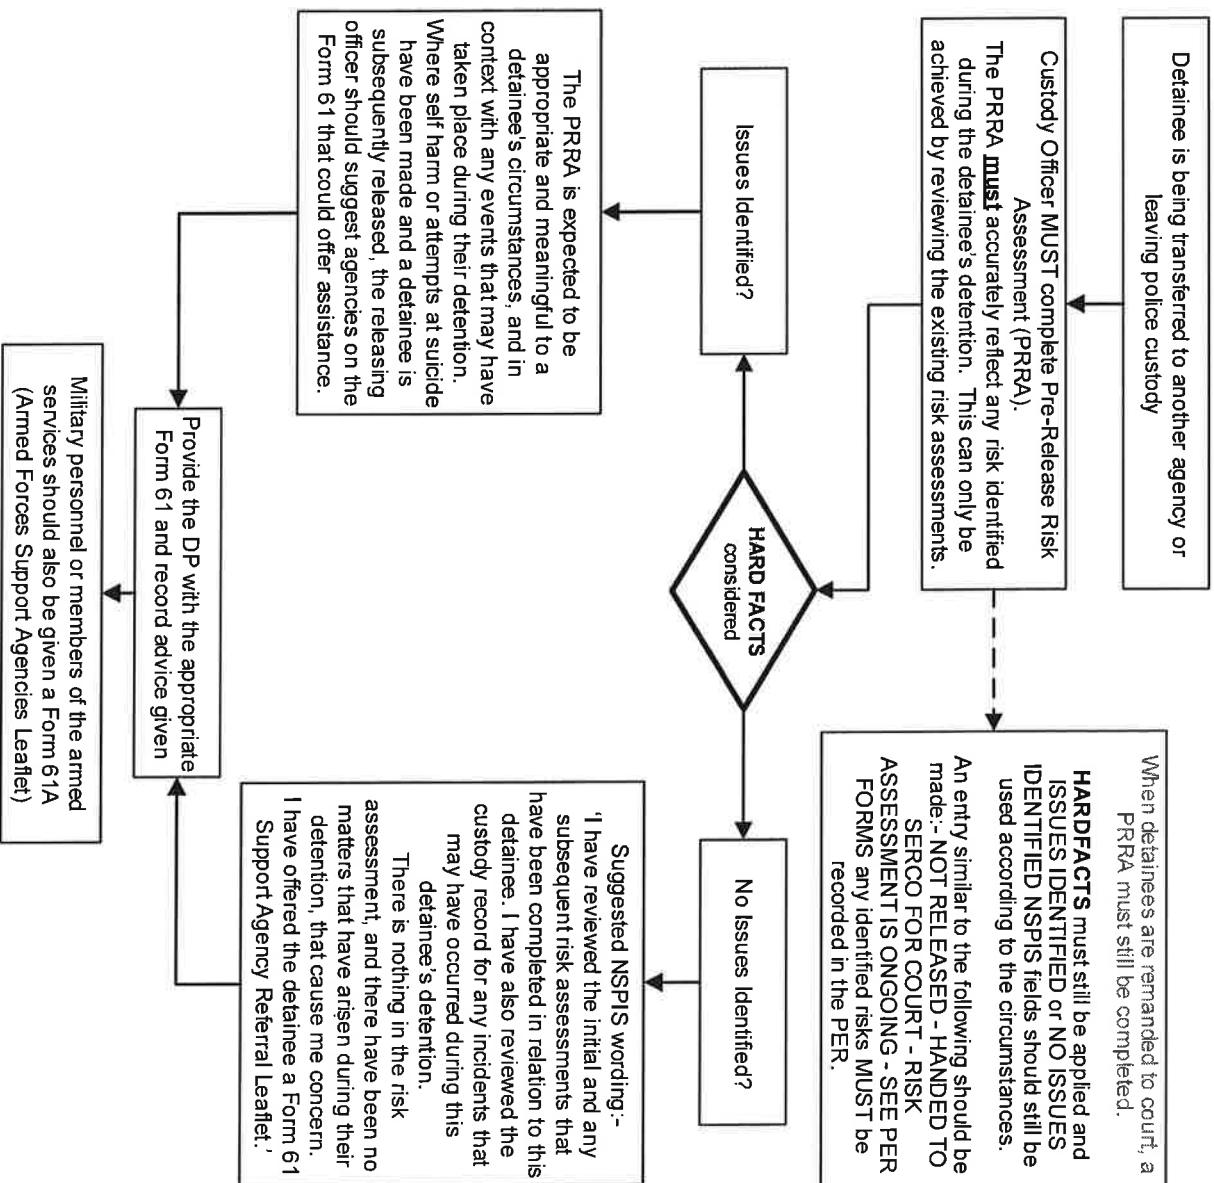 Detainee is being transferred to another agency or
leaving police custody
Custody Officer MUST complete Pre-Release Risk
Assessment (PRRA).
The PRRA must accurately reflect any risk identified
during the detainee's detention. This can only be
achieved by reviewing the existing risk assessments.
When detainees are remanded to court, a
PRRA must still be completed.
HARDFACTS must still be applied and
ISSUES IDENTIFIED or NO ISSUES
IDENTIFIED NSPIS fields should still be
used according to the circumstances.
An entry similar to the following should be
made:- NOT RELEASED - HANDED TO
SERCO FOR COURT - RISK
ASSESSMENT IS ONGOING - SEE PER
FORMS any identified risks MUST be
recorded in the PER.
HARD FACTS
considered
Issues Identified?
No Issues Identified?
The PRRA is expected to be
appropriate and meaningful to a
detainee's circumstances, and in
context with any events that may have
taken place during their detention.
Where self harm or attempts at suicide
have been made and a detainee is
subsequently released, the releasing
officer should suggest agencies on the
Form 61 that could offer assistance.
Suggested NSPIS wording:-
'I have reviewed the initial and any
subsequent risk assessments that
have been completed in relation to this
detainee. I have also reviewed the
custody record for any incidents that
may have occurred during this
detainee's detention.
There is nothing in the risk
assessment, and there have been no
matters that have arisen during their
detention, that cause me concern.
I have offered the detainee a Form 61
Support Agency Referral Leaflet.'
Provide the DP with the appropriate
Form 61 and record advice given
Military personnel or members of the armed
services should also be given a Form 61A
(Armed Forces Support Agencies Leaflet)